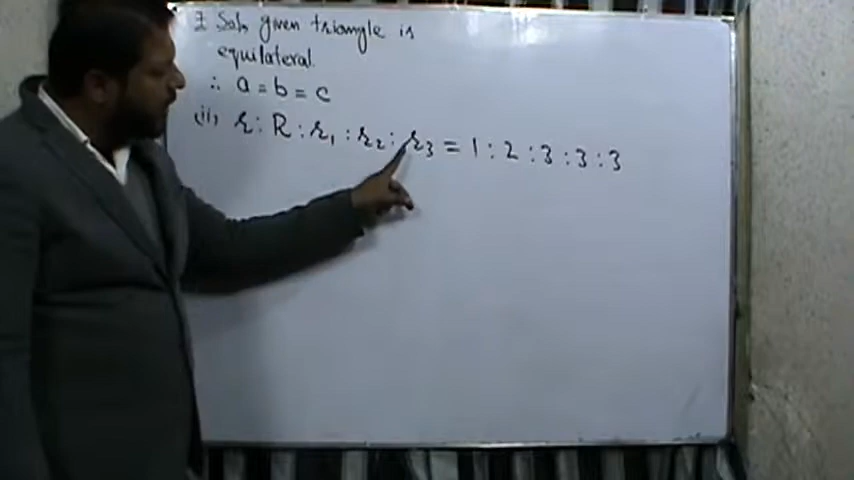 Sol: given triangle is
equilateral.
∴ a = b = c
(ii) r : R : r₁ : r₂ : r₃ = 1 : 2 : 3 : 3 : 3